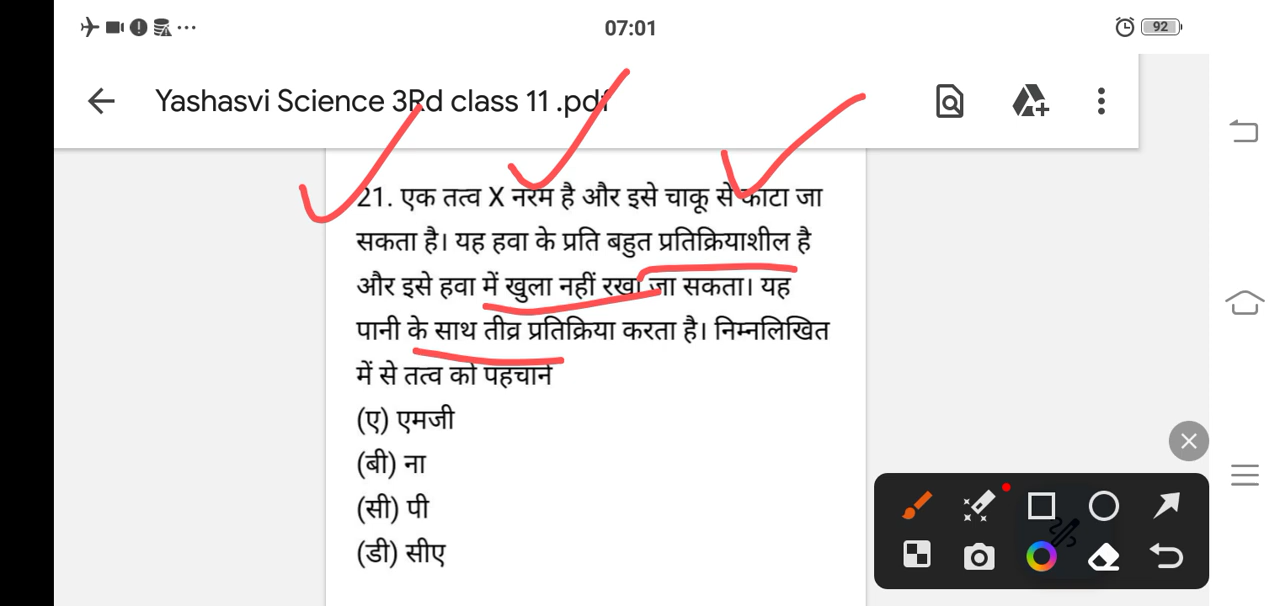 07:01
92
Yashasvi Science 3Rd class 11 .pdf
21. एक तत्व X नरम है और इसे चाकू से काटा जा
सकता है। यह हवा के प्रति बहुत प्रतिक्रियाशील है
और इसे हवा में खुला नहीं रखा जा सकता। यह
पानी के साथ तीव्र प्रतिक्रिया करता है। निम्नलिखित
में से तत्व को पहचाने
(ए) एमजी
(बी) ना
(सी) पी
(डी) सीए